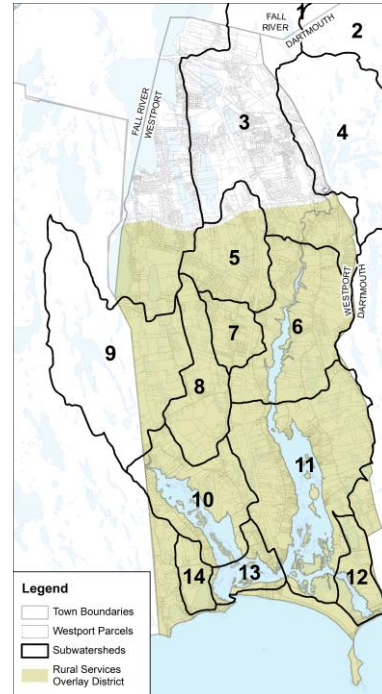 FALL
RIVER
1
DARTMOUTH
2
FALL RIVER
WESTPORT
3
4
5
WESTPORT
DARTMOUTH
6
7
9
8
11
10
13
14
12
Legend
Town Boundaries
Westport Parcels
Subwatersheds
Rural Services
Overlay District